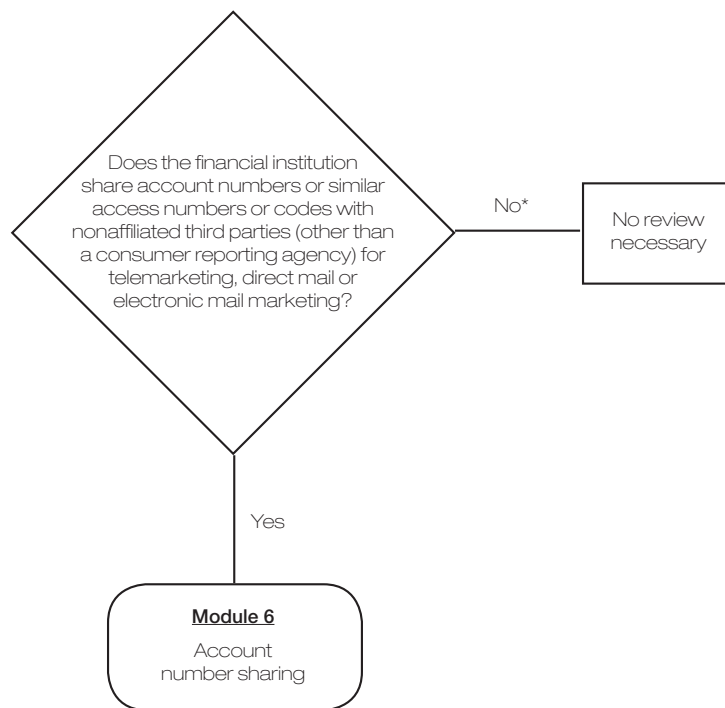 Does the financial institution
share account numbers or similar
access numbers or codes with
nonaffiliated third parties (other than
a consumer reporting agency) for
telemarketing, direct mail or
electronic mail marketing?
No*
No review
necessary
Yes
Module 6
Account
number sharing